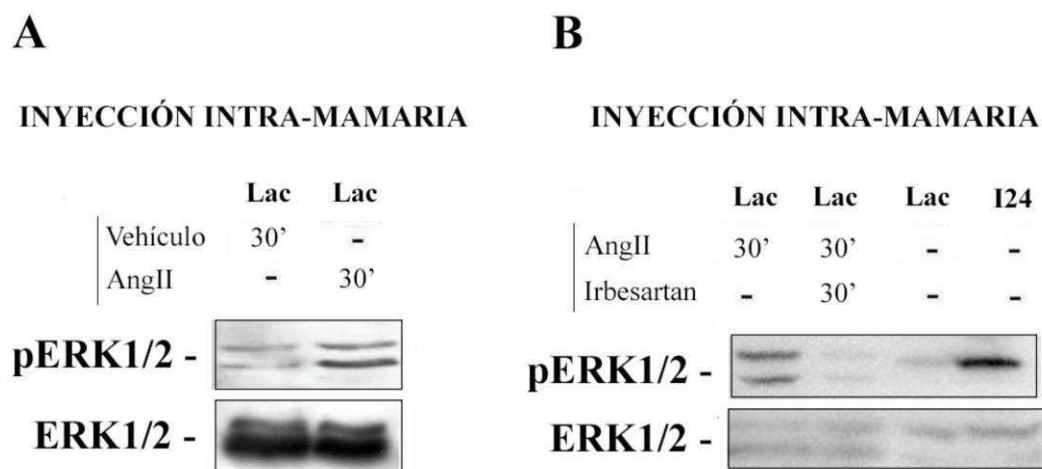 A
INYECCIÓN INTRA-MAMARIA
Lac Lac
Vehículo 30’ -
AngII - 30’
pERK1/2 -
ERK1/2 -
B
INYECCIÓN INTRA-MAMARIA
Lac Lac Lac I24
AngII 30’ 30’ - -
Irbesartan - 30’ - -
pERK1/2 -
ERK1/2 -